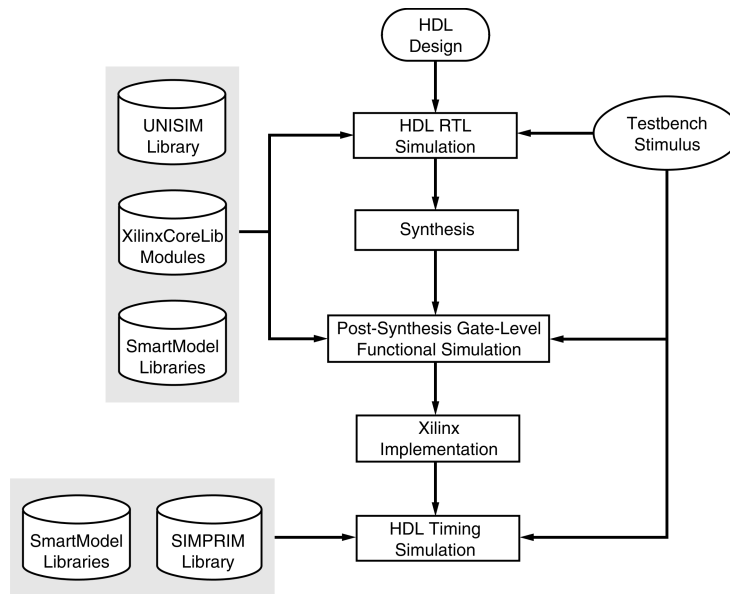 HDL
Design
UNISIM
Library
HDL RTL
Simulation
Testbench
Stimulus
XilinxCoreLib
Modules
Synthesis
SmartModel
Libraries
Post-Synthesis Gate-Level
Functional Simulation
Xilinx
Implementation
SmartModel
Libraries
SIMPRIM
Library
HDL Timing
Simulation